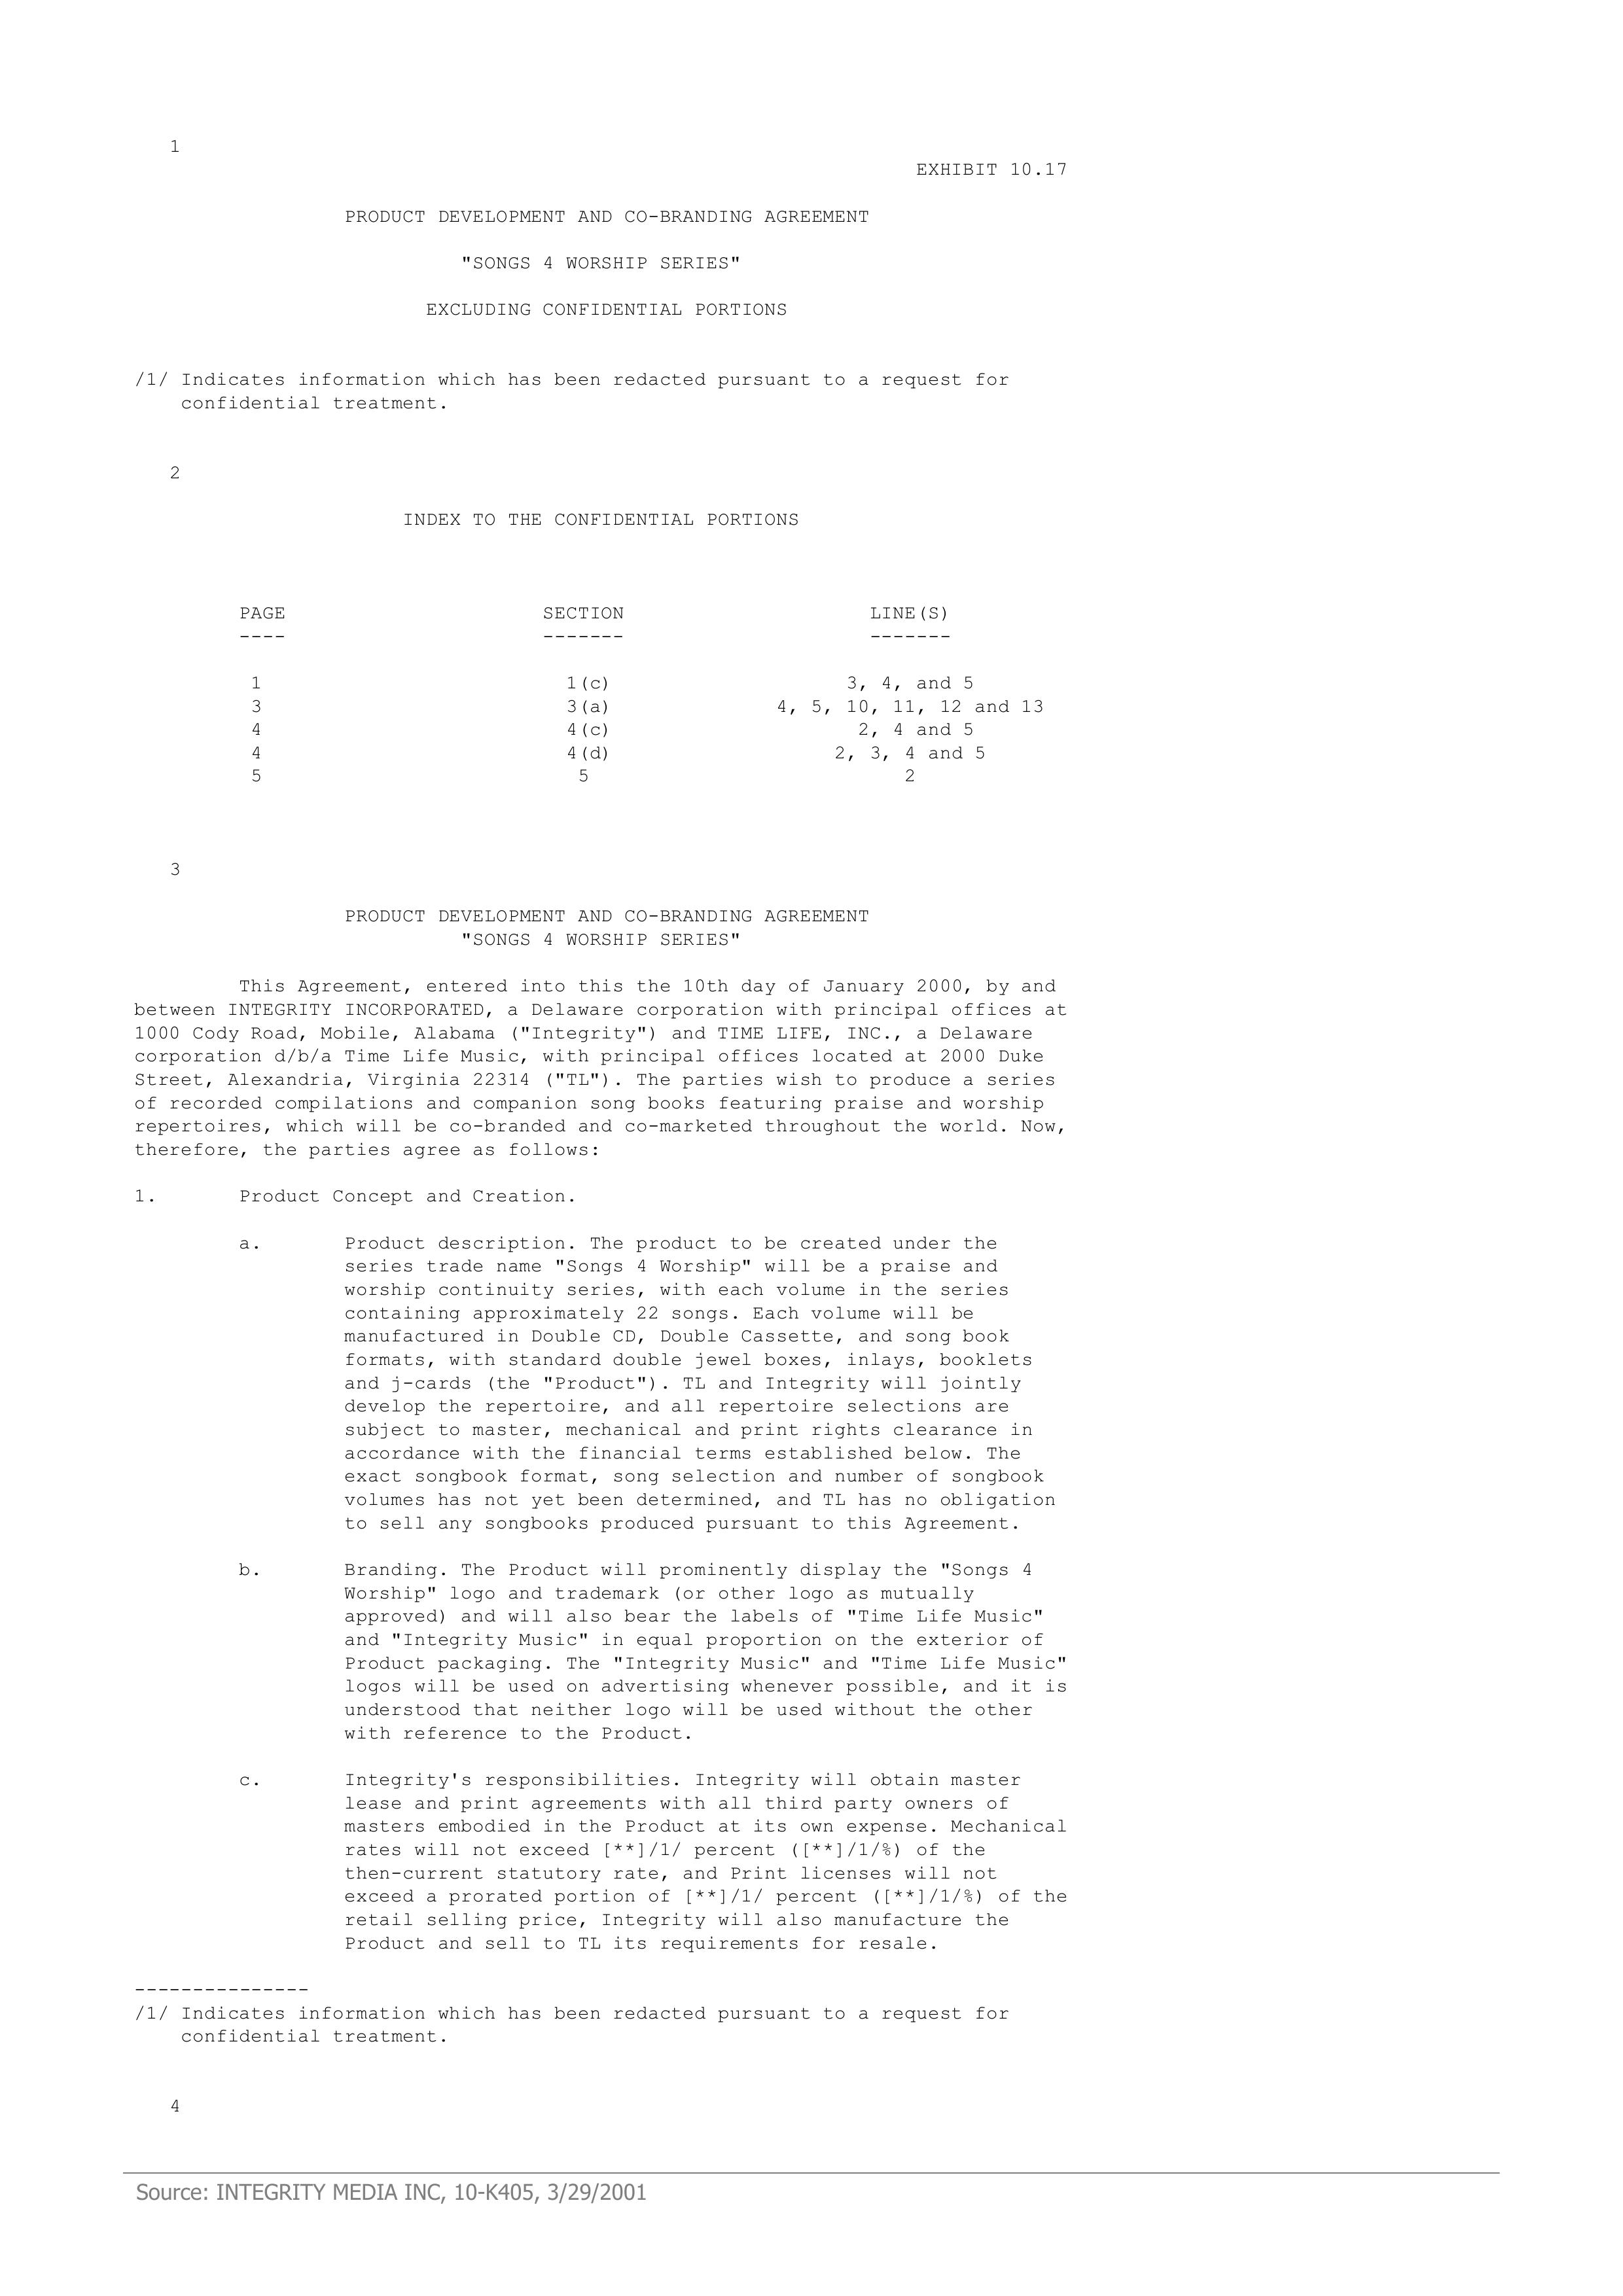 1
EXHIBIT 10.17
PRODUCT DEVELOPMENT AND CO-BRANDING AGREEMENT
"SONGS 4 WORSHIP SERIES"
EXCLUDING CONFIDENTIAL PORTIONS
/1/ Indicates information which has been redacted pursuant to a request for
confidential treatment.
2
INDEX TO THE CONFIDENTIAL PORTIONS
PAGE SECTION LINE(S)
---- ------- -------
1 1(c) 3, 4, and 5
3 3(a) 4, 5, 10, 11, 12 and 13
4 4(c) 2, 4 and 5
4 4(d) 2, 3, 4 and 5
5 5 2
3
PRODUCT DEVELOPMENT AND CO-BRANDING AGREEMENT
"SONGS 4 WORSHIP SERIES"
This Agreement, entered into this the 10th day of January 2000, by and
between INTEGRITY INCORPORATED, a Delaware corporation with principal offices at
1000 Cody Road, Mobile, Alabama ("Integrity") and TIME LIFE, INC., a Delaware
corporation d/b/a Time Life Music, with principal offices located at 2000 Duke
Street, Alexandria, Virginia 22314 ("TL"). The parties wish to produce a series
of recorded compilations and companion song books featuring praise and worship
repertoires, which will be co-branded and co-marketed throughout the world. Now,
therefore, the parties agree as follows:
1. Product Concept and Creation.
a. Product description. The product to be created under the
series trade name "Songs 4 Worship" will be a praise and
worship continuity series, with each volume in the series
containing approximately 22 songs. Each volume will be
manufactured in Double CD, Double Cassette, and song book
formats, with standard double jewel boxes, inlays, booklets
and j-cards (the "Product"). TL and Integrity will jointly
develop the repertoire, and all repertoire selections are
subject to master, mechanical and print rights clearance in
accordance with the financial terms established below. The
exact songbook format, song selection and number of songbook
volumes has not yet been determined, and TL has no obligation
to sell any songbooks produced pursuant to this Agreement.
b. Branding. The Product will prominently display the "Songs 4
Worship" logo and trademark (or other logo as mutually
approved) and will also bear the labels of "Time Life Music"
and "Integrity Music" in equal proportion on the exterior of
Product packaging. The "Integrity Music" and "Time Life Music"
logos will be used on advertising whenever possible, and it is
understood that neither logo will be used without the other
with reference to the Product.
c. Integrity's responsibilities. Integrity will obtain master
lease and print agreements with all third party owners of
masters embodied in the Product at its own expense. Mechanical
rates will not exceed [**]/1/ percent ([**]/1/%) of the
then-current statutory rate, and Print licenses will not
exceed a prorated portion of [**]/1/ percent ([**]/1/%) of the
retail selling price, Integrity will also manufacture the
Product and sell to TL its requirements for resale.
---------------
/1/ Indicates information which has been redacted pursuant to a request for
confidential treatment.
4
Source: INTEGRITY MEDIA INC, 10-K405, 3/29/2001